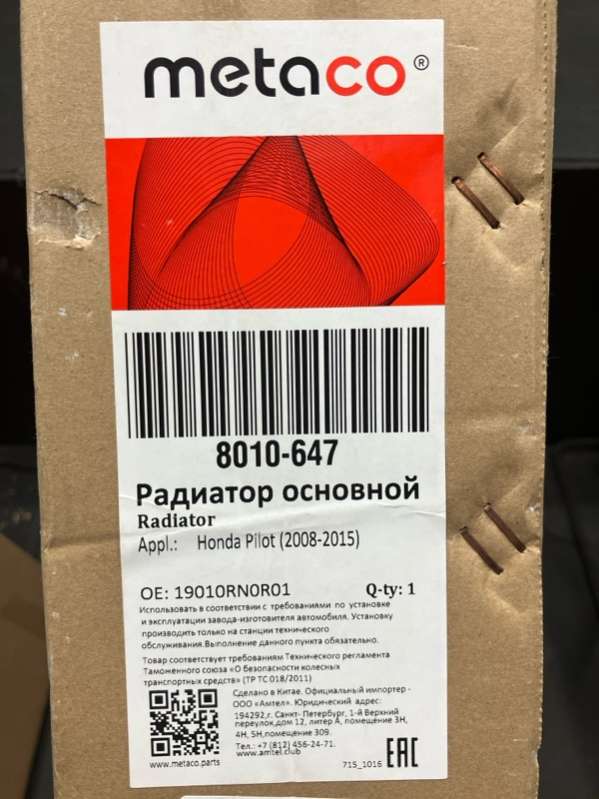 metaco®
8010-647
Радиатор основной
Radiator
Appl.: Honda Pilot (2008-2015)
OE: 19010RN0R01 Q-ty: 1
Использовать в соответствии с требованиями по установке
и эксплуатации завода-изготовителя автомобиля. Установку
производить только на станции технического
обслуживания.Выполнение данного пункта обязательно.
Товар соответствует требованиям Технического регламента
Таможенного союза «О безопасности колесных
транспортных средств» (ТР ТС 018/2011)
Сделано в Китае. Официальный импортер -
ООО «Амтел». Юридический адрес:
194292,г. Санкт- Петербург, 1-й Верхний
переулок,дом 12, литер А, помещение 3Н,
4Н, 5Н,помещение 309.
Тел.: +7 (812) 456-24-71.
www.amtel.club
www.metaco.parts
715_1016
EAC